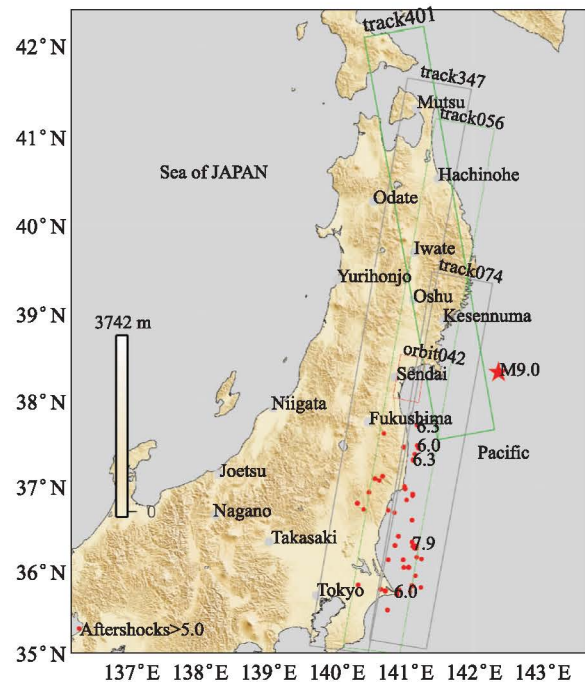 42°N
track401
track347
Mutsu
track056
41°N
Sea of JAPAN
Hachinohe
Odate
40°N
Iwate
track074
Yurihonjo
Oshu
39°N
Kesennuma
3742 m
orbit042
Sendai
M9.0
38°N
Niigata
Fukushima
6.3
6.0
Pacific
6.3
Joetsu
37°N
0
Nagano
Takasaki
7.9
36°N
Tokyo
6.0
Aftershocks>5.0
35°N
137°E 138°E 139°E 140°E 141°E 142°E 143°E